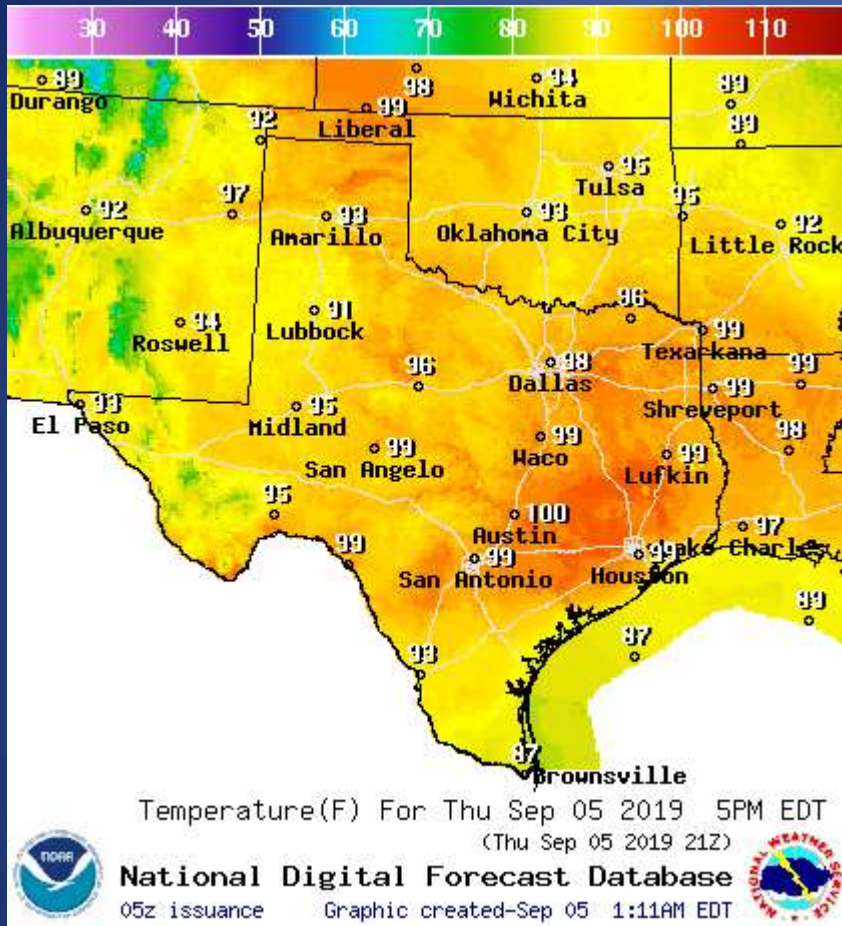 30 40 50 60 70 80 90 100 110
89 98 94 89
Durango Wichita
99
Liberal
92 89
95
Tulsa
92 97 93 93 95 92
Albuquerque Amarillo Oklahoma City Little Rock
94 91 96
Roswell Lubbock
99
Texarkana
96 98 99 99
Dallas Shreveport
93 95
El Paso Midland
99 99 99 98
San Angelo Waco Lufkin
95 100 97
Austin
99 99 99 Lake Charles
San Antonio Houston
89
93 87
87
Brownsville
Temperature(F) For Thu Sep 05 2019 5PM EDT
(Thu Sep 05 2019 21Z)
NOAA
National Digital Forecast Database
05z issuance Graphic created-Sep 05 1:11AM EDT
NATIONAL WEATHER SERVICE